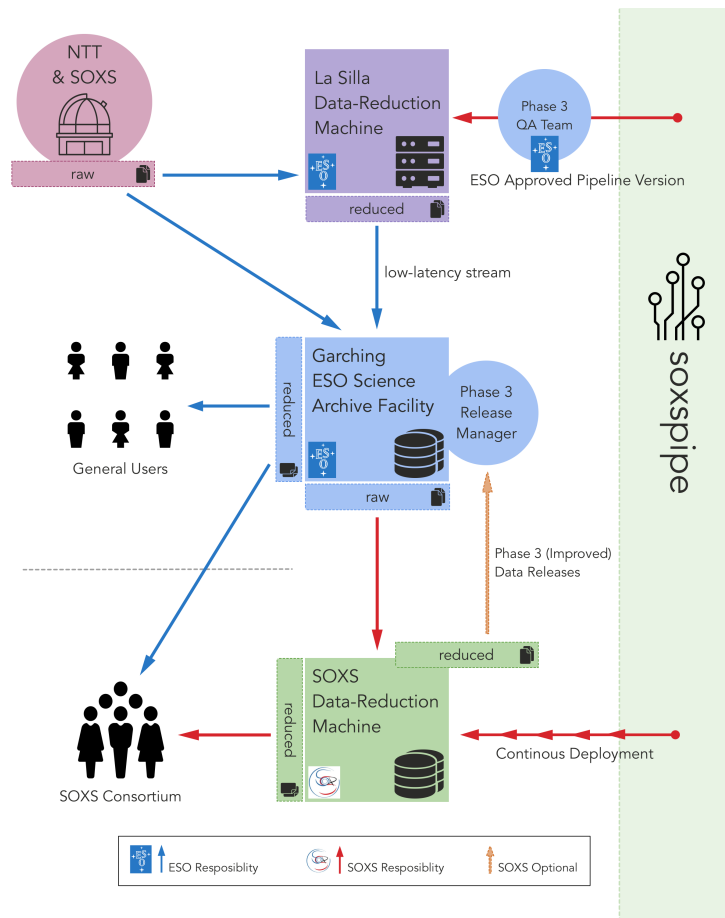 NTT
& SOXS
raw
La Silla
Data-Reduction
Machine
reduced
Phase 3
QA Team
ESO Approved Pipeline Version
low-latency stream
soxspipe
Garching
ESO Science
Archive Facility
reduced
raw
Phase 3
Release
Manager
General Users
Phase 3 (Improved)
Data Releases
reduced
SOXS
Data-Reduction
Machine
reduced
Continous Deployment
SOXS Consortium
ESO Resposiblity
SOXS Resposiblity
SOXS Optional